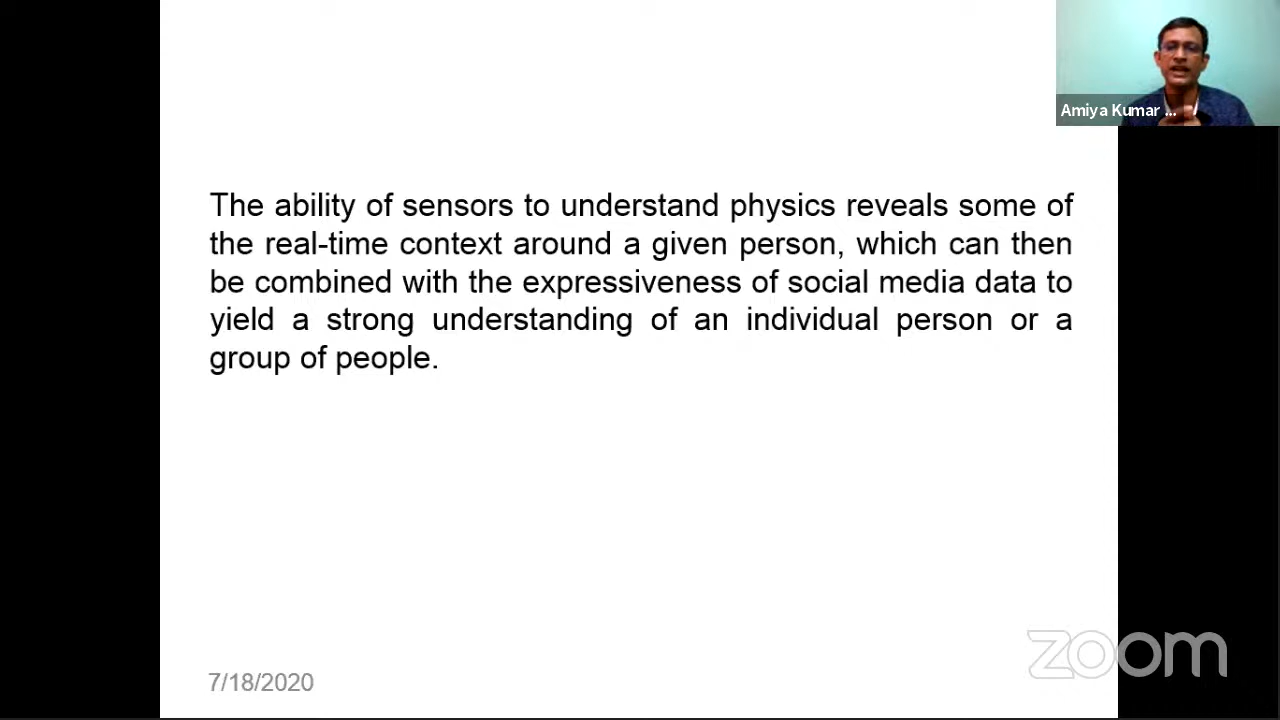 Amiya Kumar ...
The ability of sensors to understand physics reveals some of
the real-time context around a given person, which can then
be combined with the expressiveness of social media data to
yield a strong understanding of an individual person or a
group of people.
zoom
7/18/2020